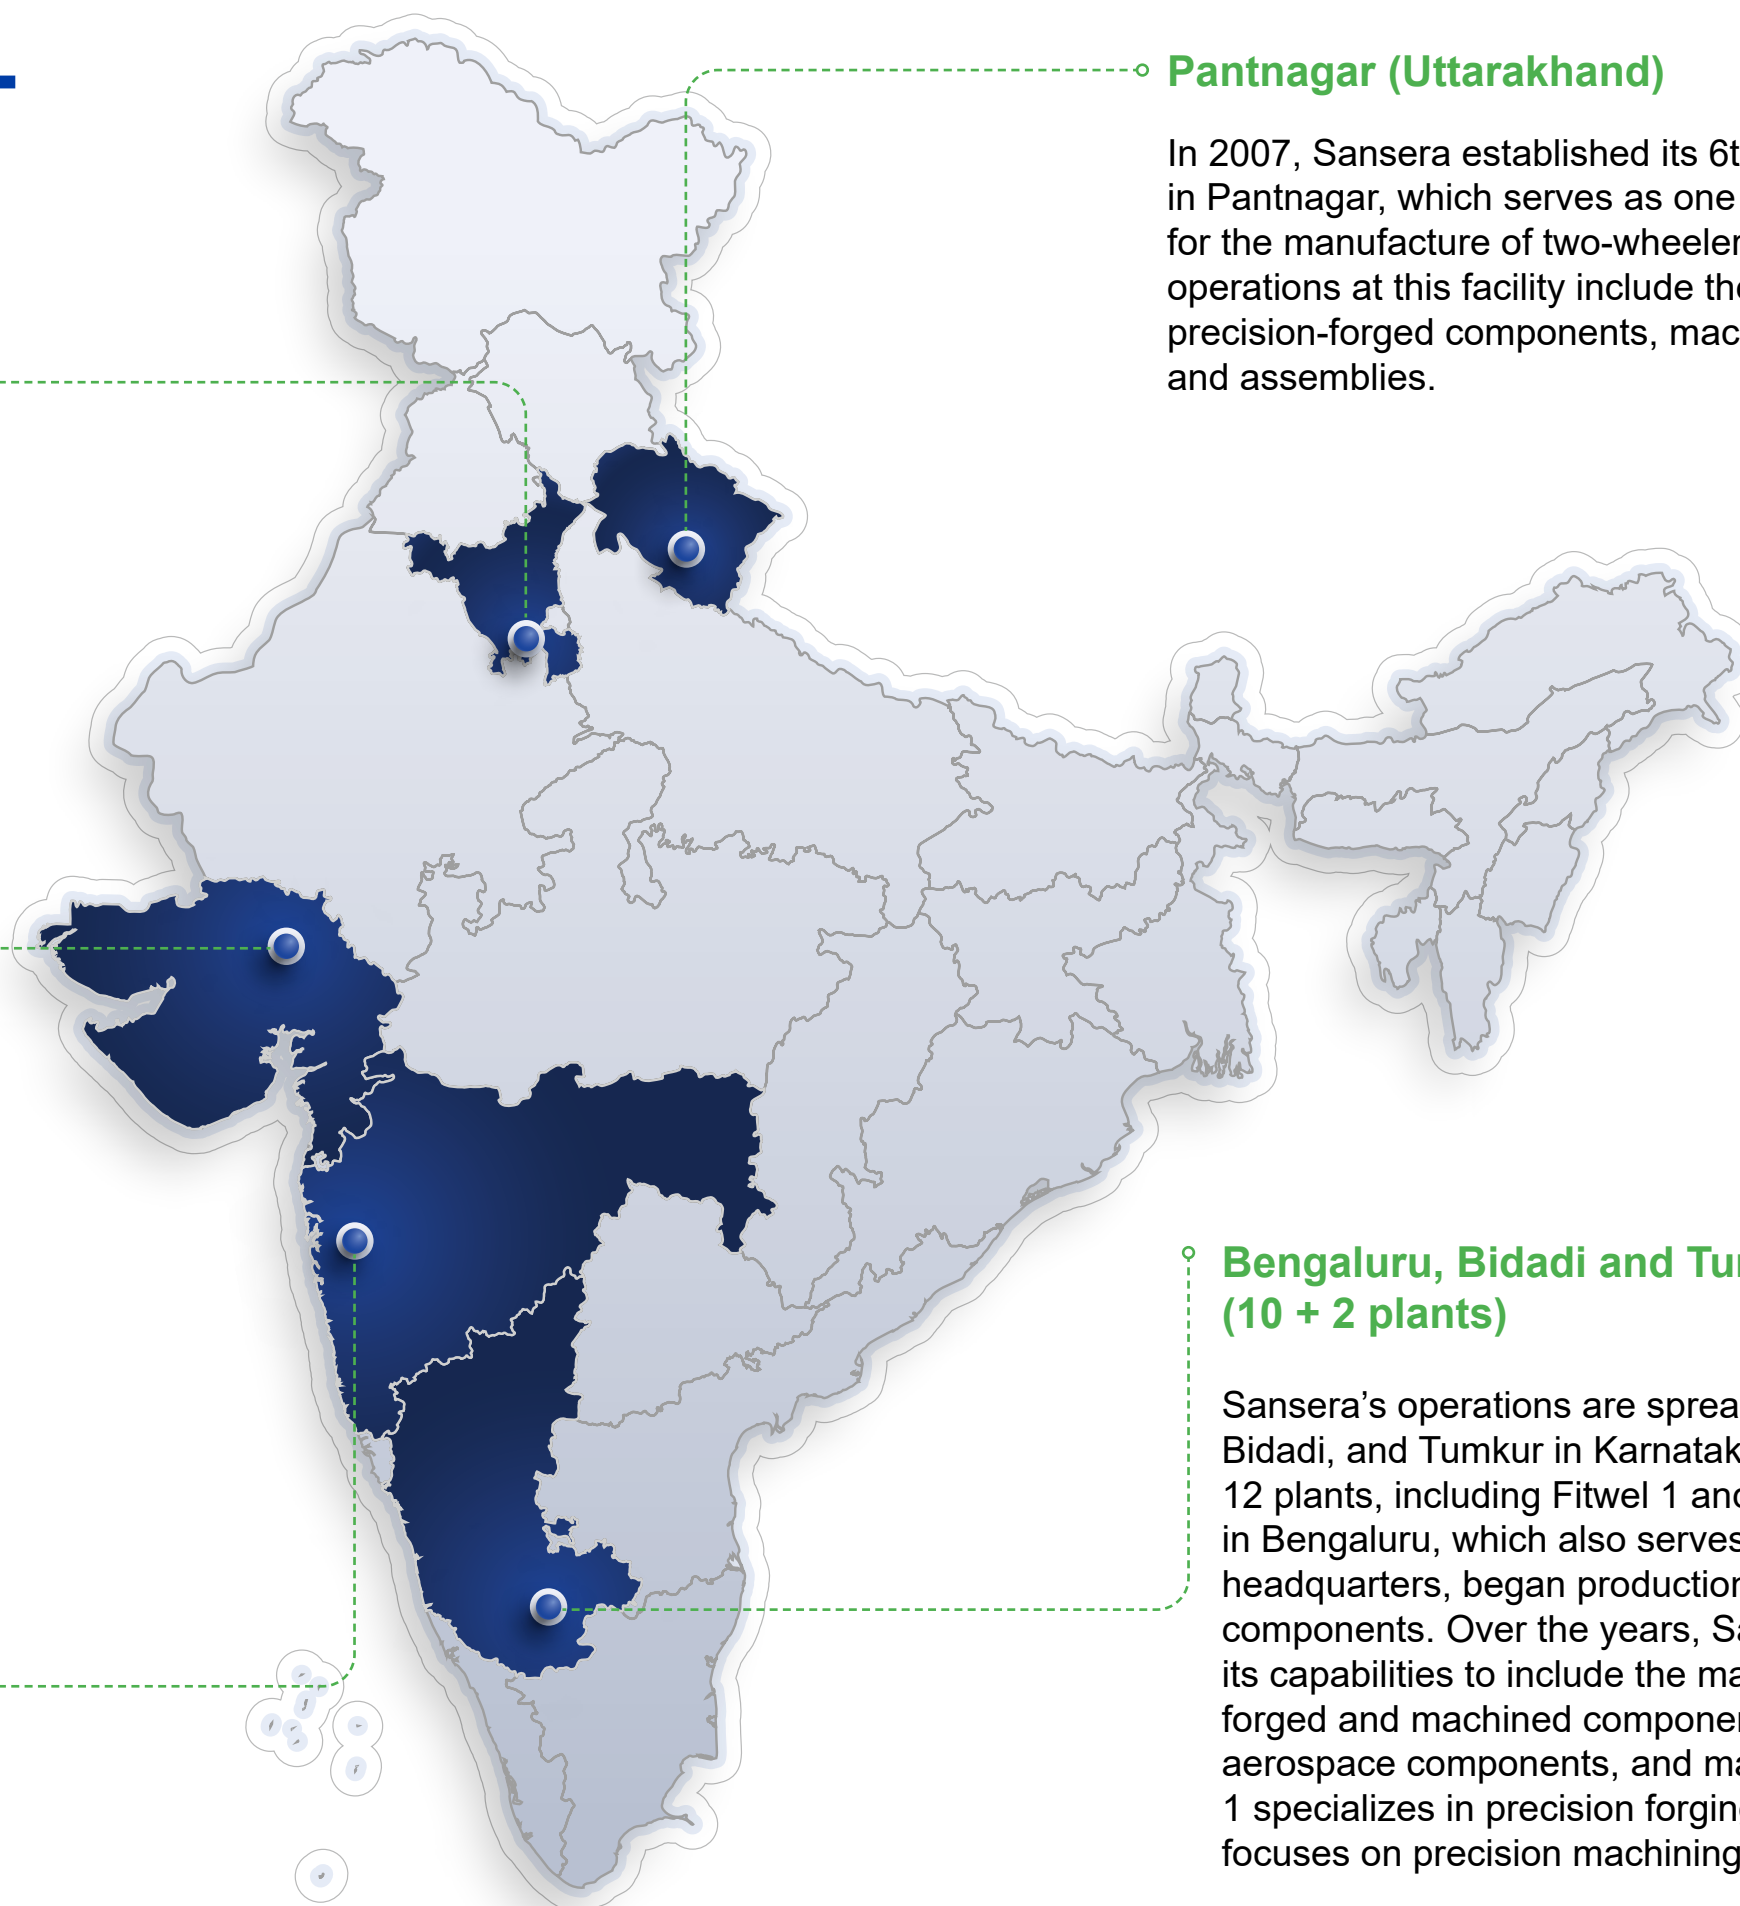 Pantnagar (Uttarakhand)
In 2007, Sansera established its 6t
in Pantnagar, which serves as one
for the manufacture of two-wheeler
operations at this facility include the
precision-forged components, mac
and assemblies.
Bengaluru, Bidadi and Tu
(10 + 2 plants)
Sansera’s operations are sprea
Bidadi, and Tumkur in Karnatak
12 plants, including Fitwel 1 and
in Bengaluru, which also serves
headquarters, began production
components. Over the years, Sa
its capabilities to include the ma
forged and machined componen
aerospace components, and ma
1 specializes in precision forging
focuses on precision machining